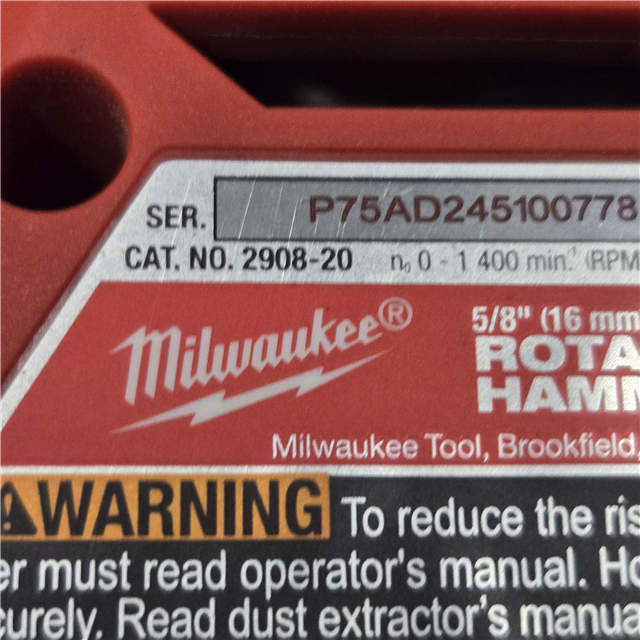 SER. P75AD245100778
CAT. NO. 2908-20 n₀ 0 - 1 400 min.⁻¹ (RPM
Milwaukee®
5/8" (16 mm
ROTA
HAMM
Milwaukee Tool, Brookfield,
WARNING To reduce the ris
er must read operator's manual. Ho
curely. Read dust extractor's manua